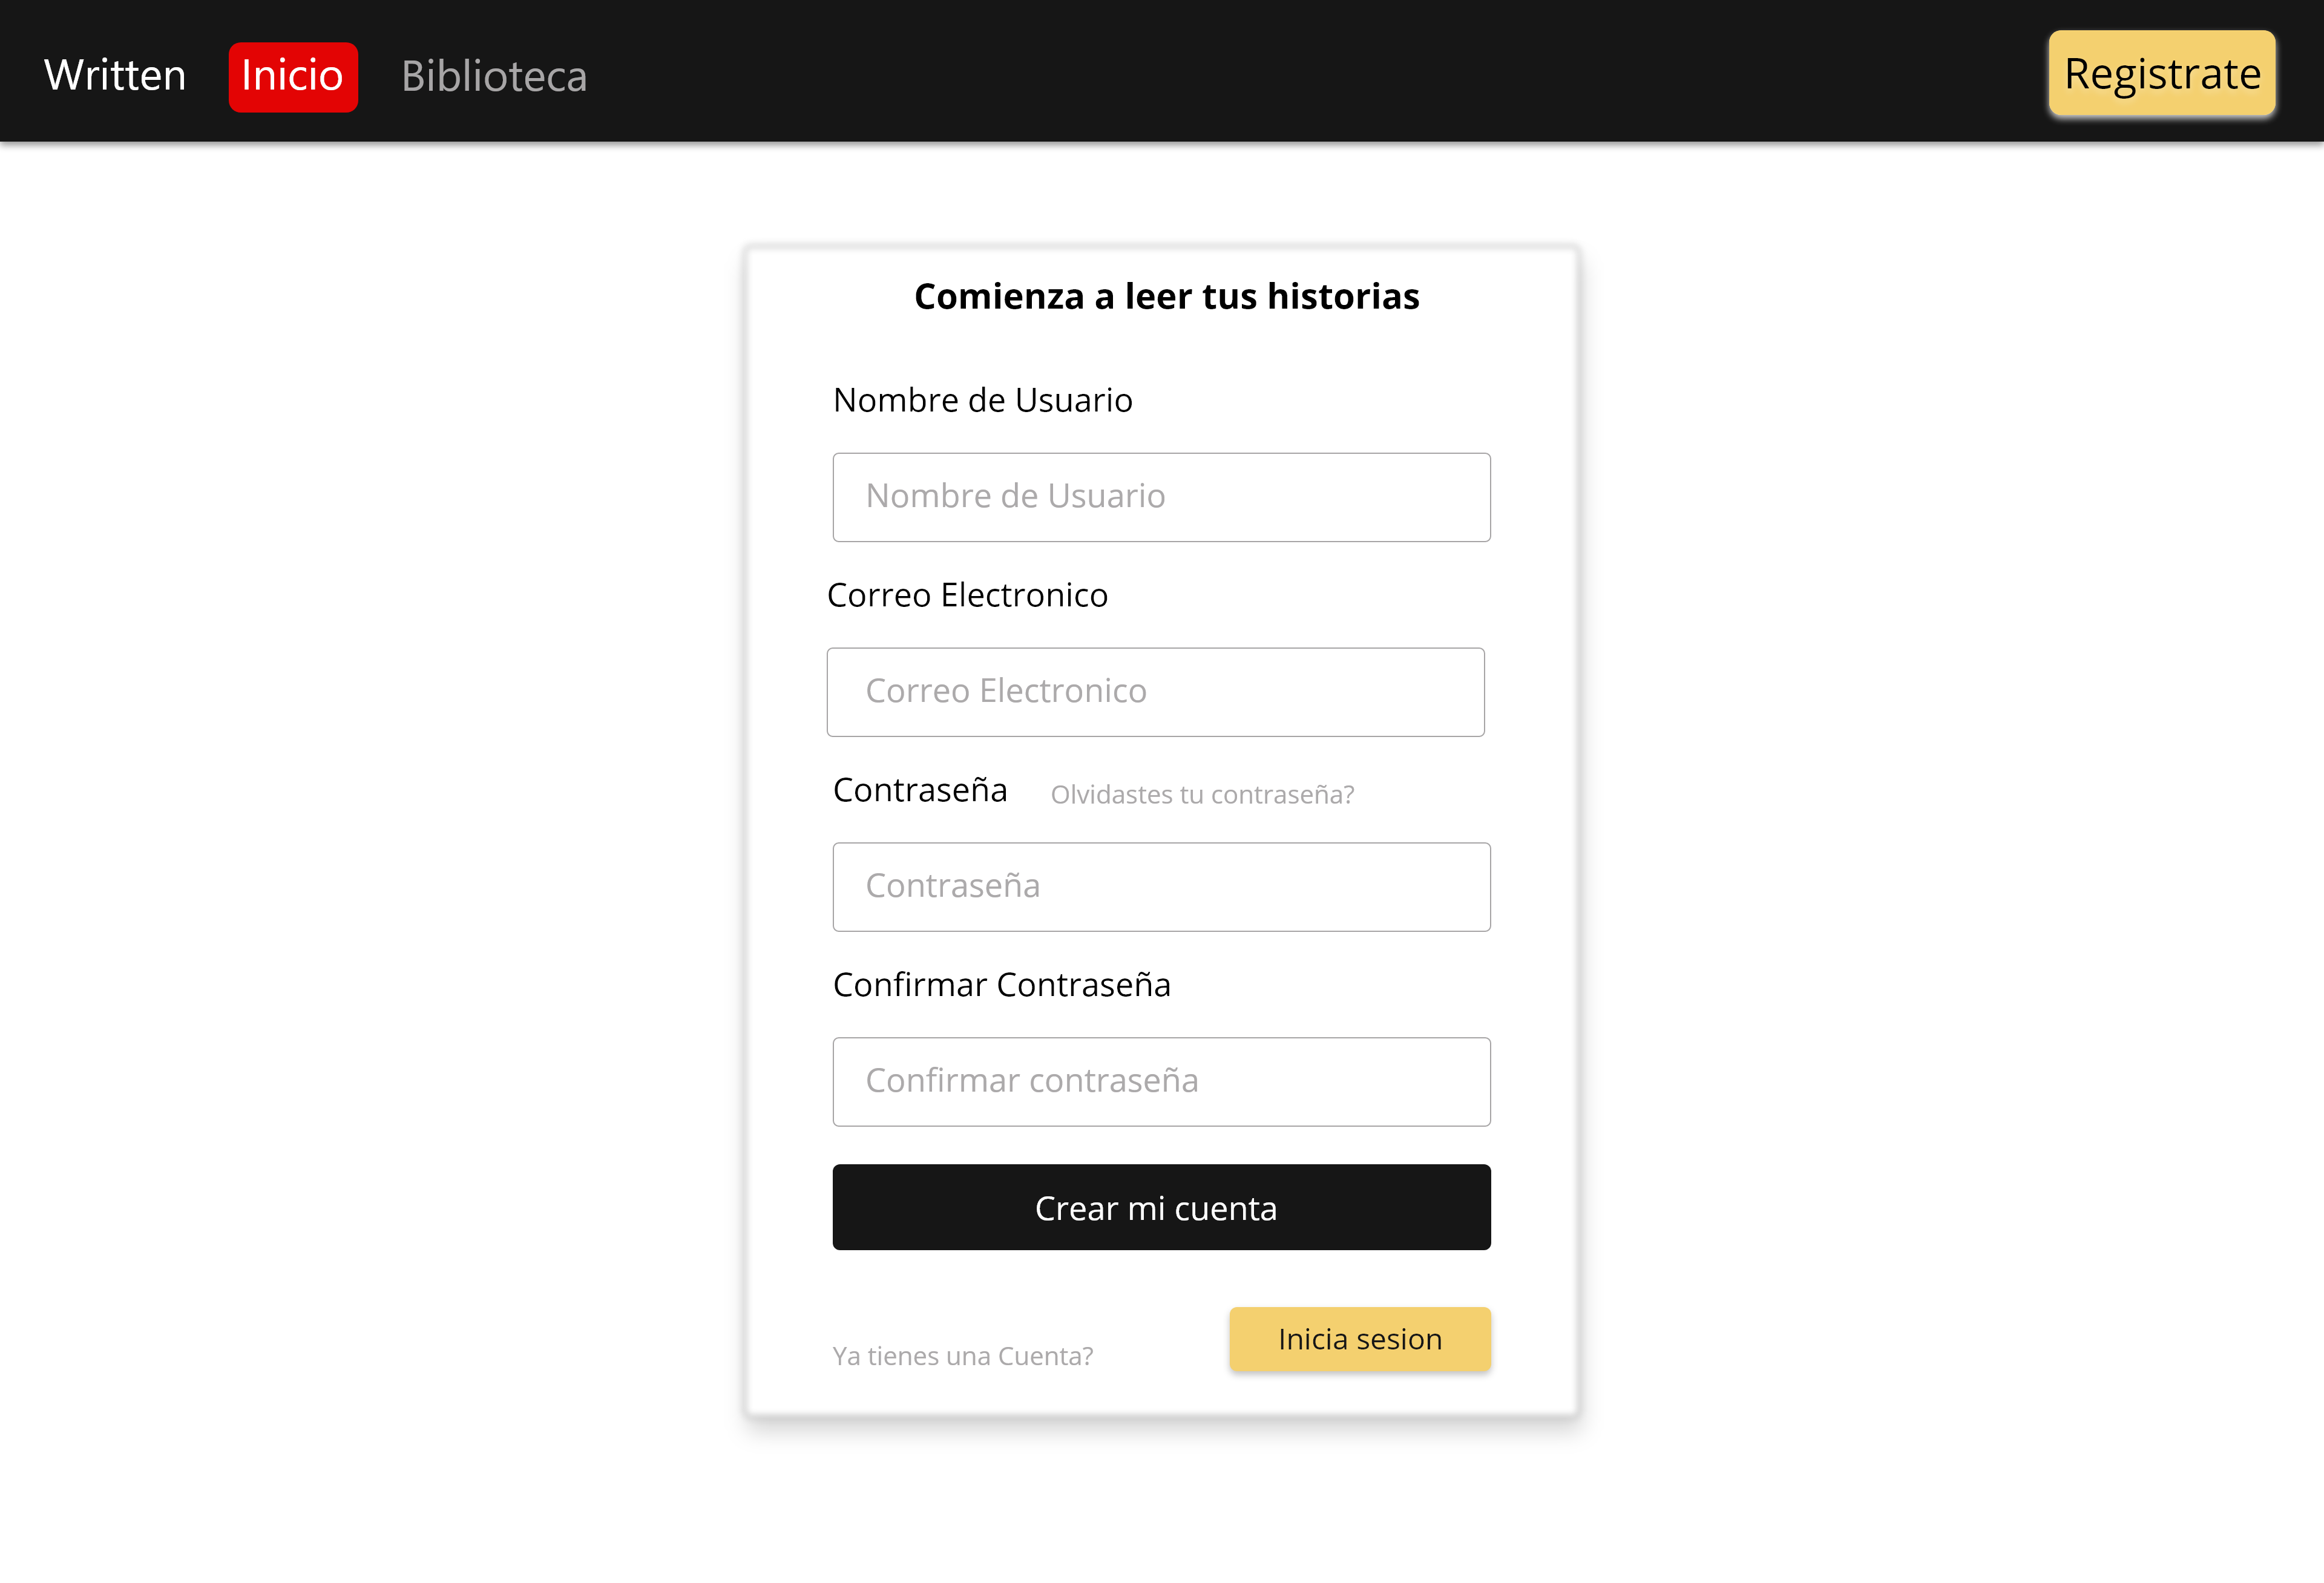 Written Inicio Biblioteca Registrate
Comienza a leer tus historias
Nombre de Usuario
Nombre de Usuario
Correo Electronico
Correo Electronico
Contraseña Olvidastes tu contraseña?
Contraseña
Confirmar Contraseña
Confirmar contraseña
Crear mi cuenta
Ya tienes una Cuenta? Inicia sesion